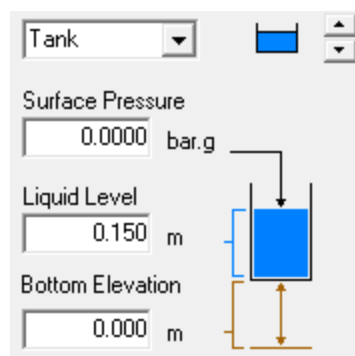 Tank
Surface Pressure
0.0000 bar.g
Liquid Level
0.150 m
Bottom Elevation
0.000 m